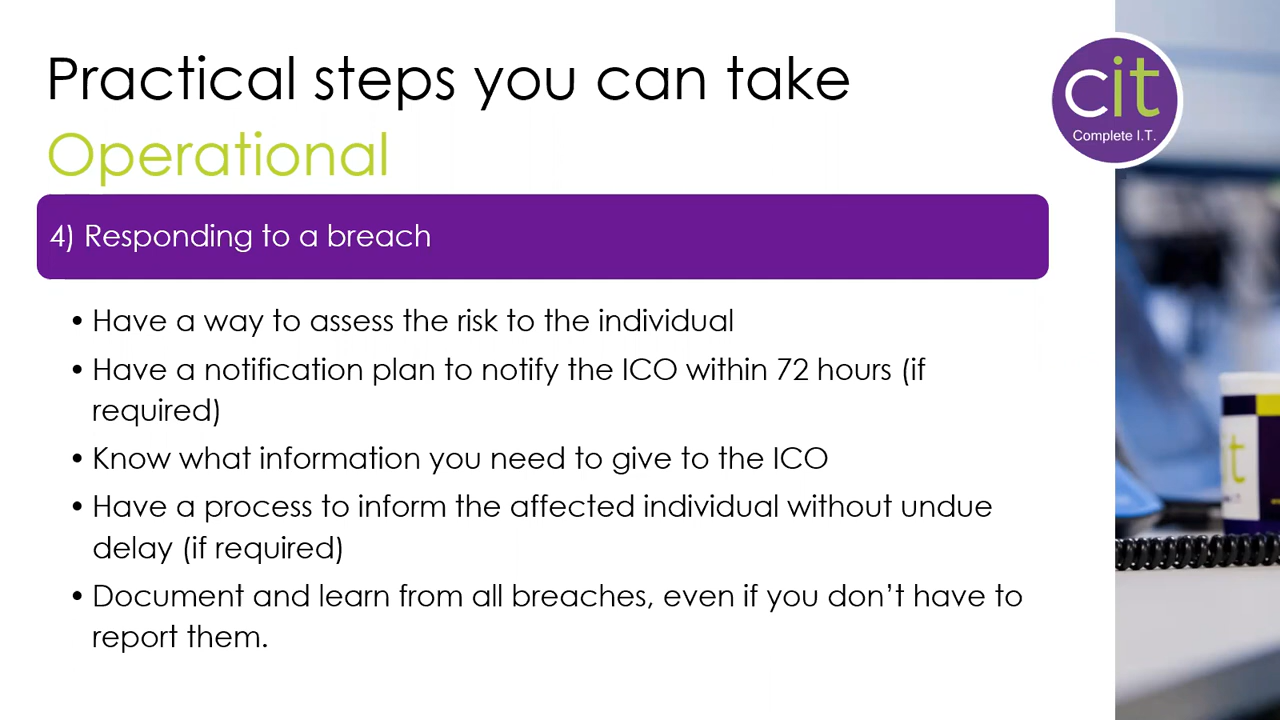 Practical steps you can take
Operational
cit
Complete I.T.
4) Responding to a breach
• Have a way to assess the risk to the individual
• Have a notification plan to notify the ICO within 72 hours (if
required)
• Know what information you need to give to the ICO
• Have a process to inform the affected individual without undue
delay (if required)
• Document and learn from all breaches, even if you don’t have to
report them.
it